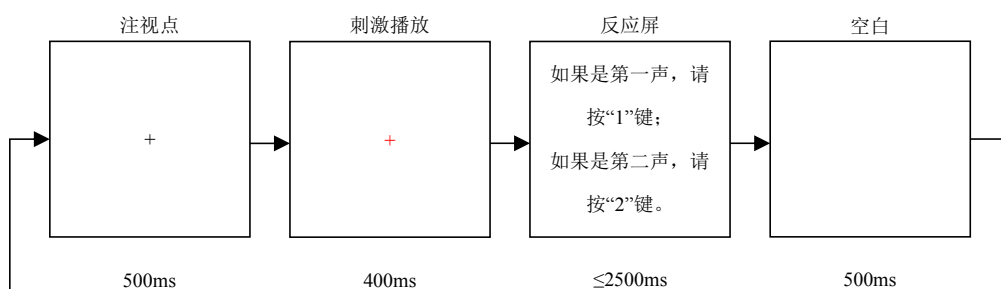 注视点
刺激播放
反应屏
空白
+
+
如果是第一声，请
按“1”键；
如果是第二声，请
按“2”键。
500ms
400ms
≤2500ms
500ms